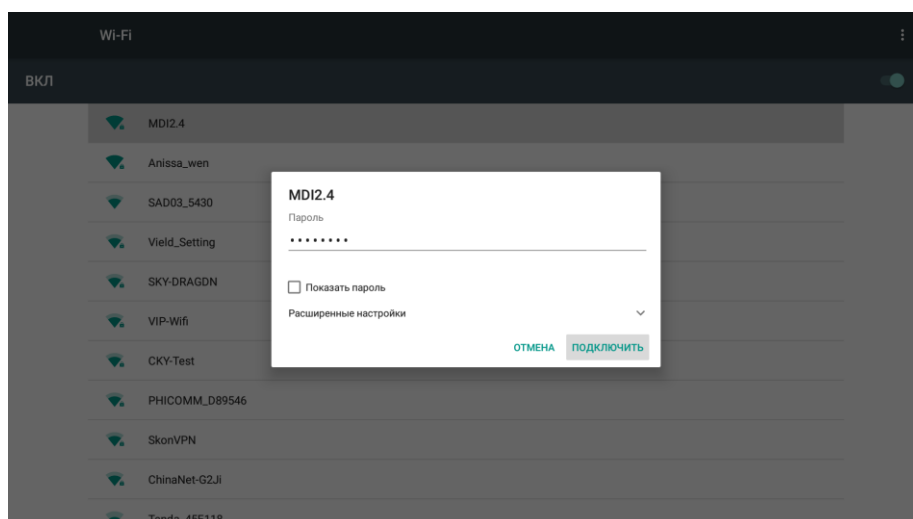 Wi-Fi
ВКЛ
MDI2.4
Anissa_wen
SAD03_5430
Vield_Setting
SKY-DRAGDN
VIP-Wifi
CKY-Test
PHICOMM_D89546
SkonVPN
ChinaNet-G2Ji
Tenda_455118
MDI2.4
Пароль
••••••••
Показать пароль
Расширенные настройки
ОТМЕНА ПОДКЛЮЧИТЬ